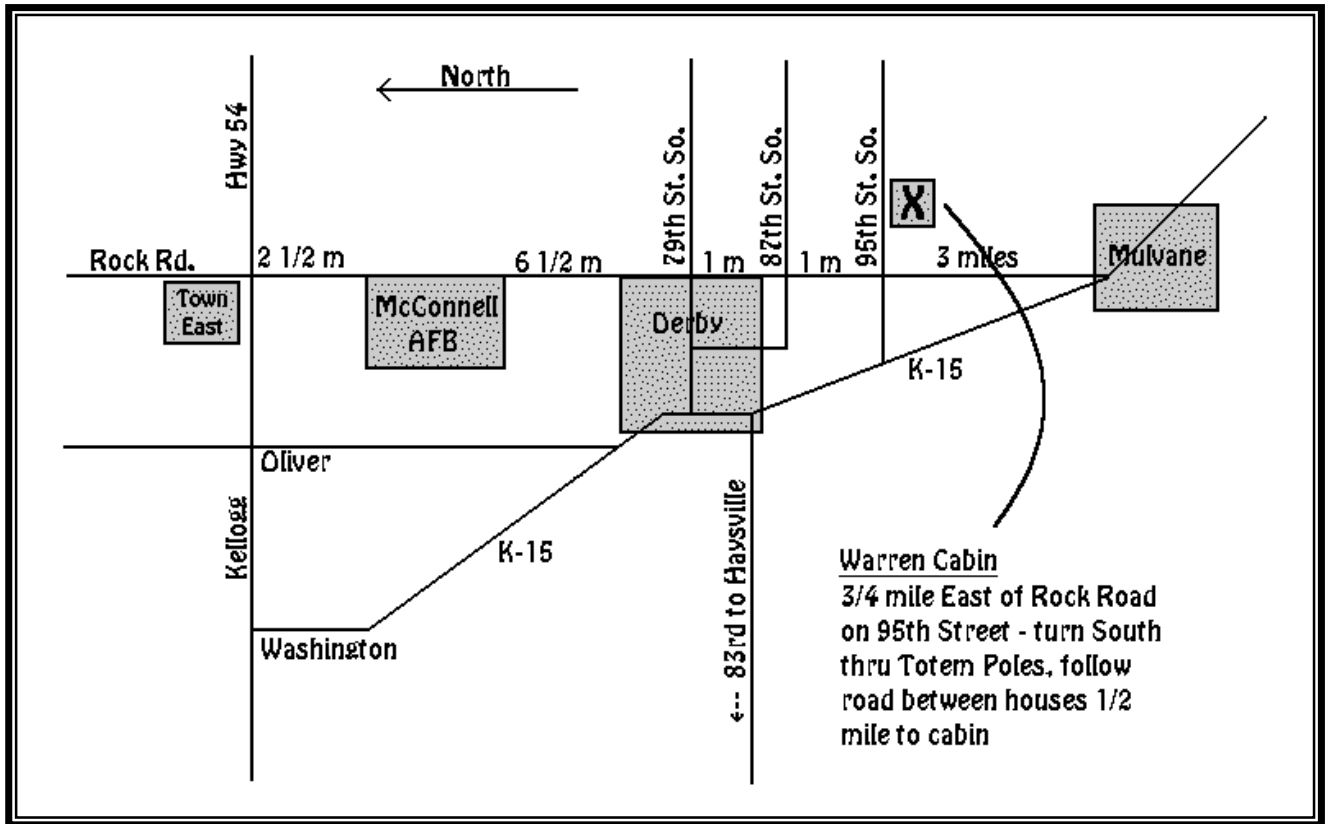 North
Hwy 54
79th St. So.
87th St. So.
95th St. So.
X
Rock Rd.
2 1/2 m
6 1/2 m
1 m
1 m
3 miles
Mulvane
Town
East
McConnell
AFB
Derby
K-15
Oliver
Kellogg
K-15
Washington
<-- 83rd to Haysville
Warren Cabin
3/4 mile East of Rock Road
on 95th Street - turn South
thru Totem Poles, follow
road between houses 1/2
mile to cabin